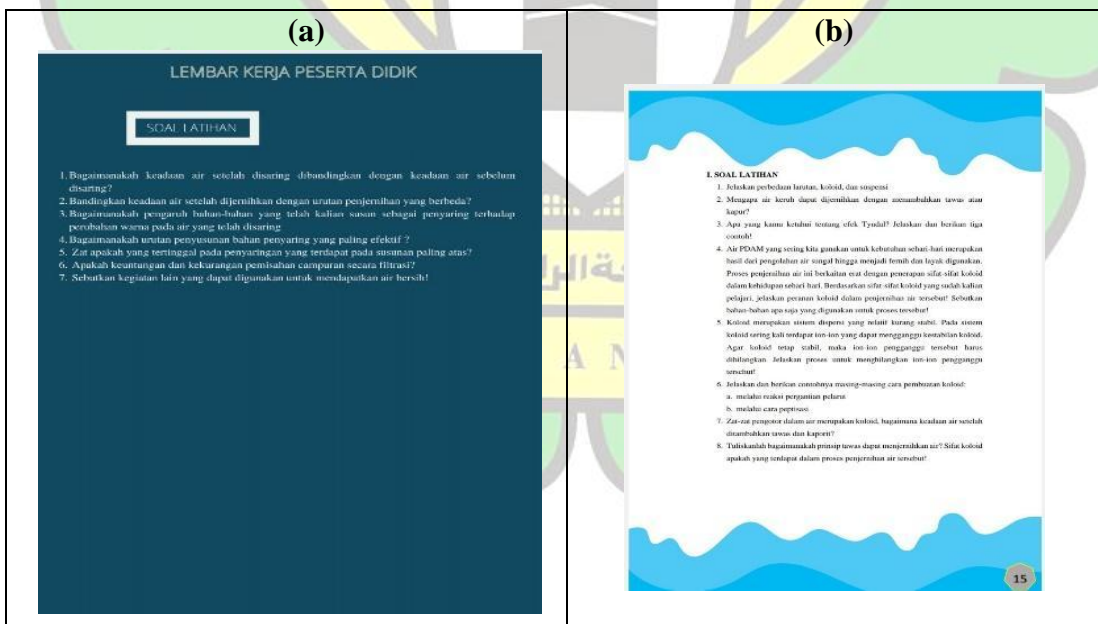 (a)
LEMBAR KERJA PESERTA DIDIK
SOAL LATIHAN
1. Bagaimanakah keadaan air setelah disaring dibandingkan dengan keadaan air sebelum
disaring?
2. Bandingkan keadaan air setelah dijernihkan dengan urutan penjernihan yang berbeda?
3. Bagaimanakah pengaruh bahan-bahan yang telah kalian susun sebagai penyaring terhadap
perubahan warna pada air yang telah disaring
4. Bagaimanakah urutan penyusunan bahan penyaring yang paling efektif ?
5. Zat apakah yang tertinggal pada penyaringan yang terdapat pada susunan paling atas?
6. Apakah keuntungan dan kekurangan pemisahan campuran secara filtrasi?
7. Sebutkan kegiatan lain yang dapat digunakan untuk mendapatkan air bersih!
(b)
I. SOAL LATIHAN
1. Jelaskan perbedaan larutan, koloid, dan suspensi
2. Mengapa air keruh dapat dijernihkan dengan menambahkan tawas atau
kapur?
3. Apa yang kamu ketahui tentang efek Tyndal? Jelaskan dan berikan tiga
contoh!
4. Air PDAM yang sering kita gunakan untuk kebutuhan sehari-hari merupakan
hasil dari pengolahan air sungai hingga menjadi jernih dan layak digunakan.
Proses penjernihan air ini berkaitan erat dengan penerapan sifat-sifat koloid
dalam kehidupan sehari-hari. Berdasarkan sifat-sifat koloid yang sudah kalian
pelajari, jelaskan peranan koloid dalam penjernihan air tersebut! Sebutkan
bahan-bahan apa saja yang digunakan untuk proses tersebut!
5. Koloid merupakan sistem dispersi yang relatif kurang stabil. Pada sistem
koloid sering kali terdapat ion-ion yang dapat mengganggu kestabilan koloid.
Agar koloid tetap stabil, maka ion-ion pengganggu tersebut harus
dihilangkan. Jelaskan proses untuk menghilangkan ion-ion pengganggu
tersebut!
6. Jelaskan dan berikan contohnya masing-masing cara pembuatan koloid:
a. melalui reaksi pergantian pelarut
b. melalui cara peptisasi
7. Zat-zat pengotor dalam air merupakan koloid, bagaimana keadaan air setelah
ditambahkan tawas dan kaporit?
8. Tuliskanlah bagaimanakah prinsip tawas dapat menjernihkan air? Sifat koloid
apakah yang terdapat dalam proses penjernihan air tersebut!
15